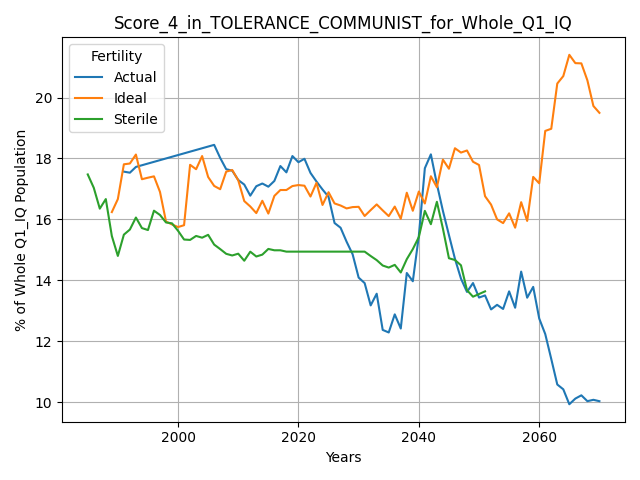 Score_4_in_TOLERANCE_COMMUNIST_for_Whole_Q1_IQ
Fertility
Actual
Ideal
Sterile
% of Whole Q1_IQ Population
20
18
16
14
12
10
2000
2020
2040
2060
Years